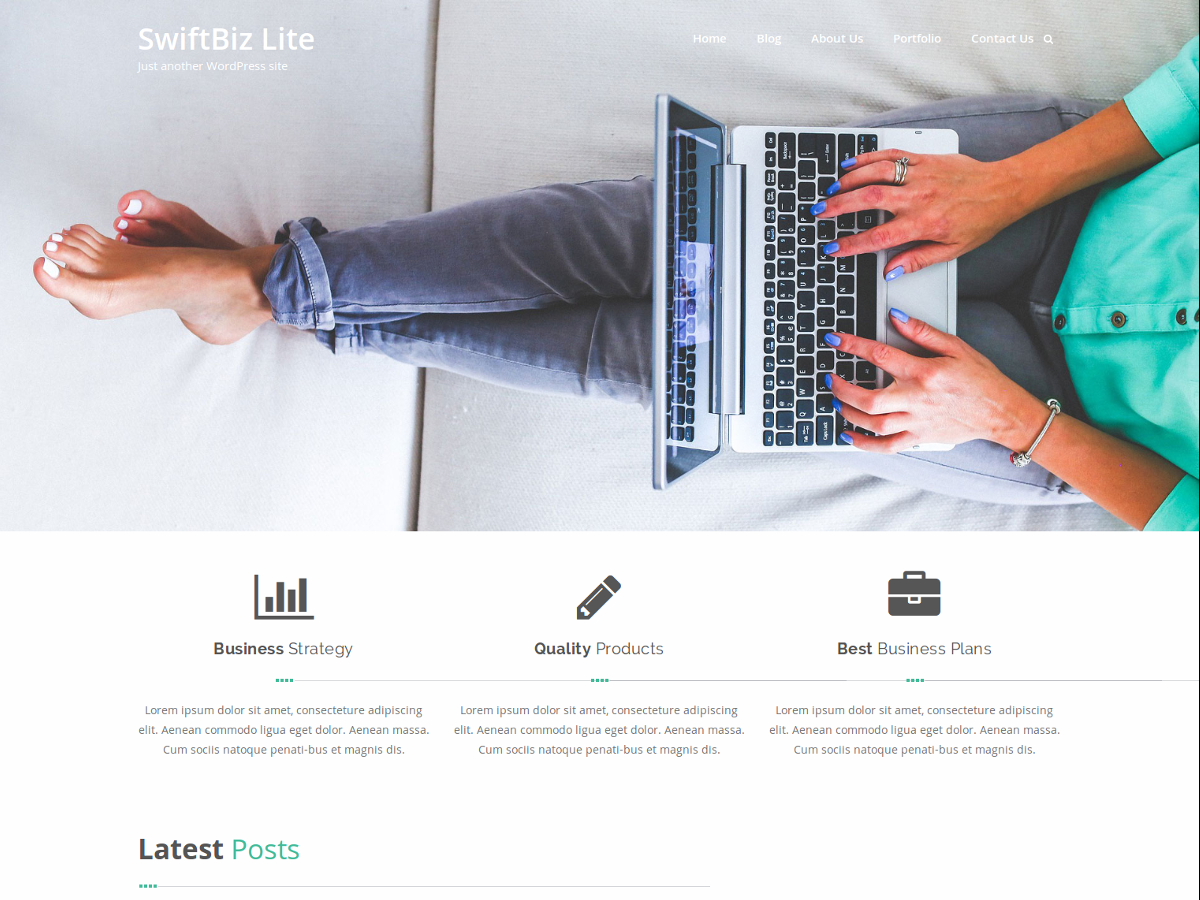 SwiftBiz Lite
Just another WordPress site
Home Blog About Us Portfolio Contact Us
Business Strategy
Quality Products
Best Business Plans
Lorem ipsum dolor sit amet, consecteture adipiscing
elit. Aenean commodo ligua eget dolor. Aenean massa.
Cum sociis natoque penati-bus et magnis dis.
Lorem ipsum dolor sit amet, consecteture adipiscing
elit. Aenean commodo ligua eget dolor. Aenean massa.
Cum sociis natoque penati-bus et magnis dis.
Lorem ipsum dolor sit amet, consecteture adipiscing
elit. Aenean commodo ligua eget dolor. Aenean massa.
Cum sociis natoque penati-bus et magnis dis.
Latest Posts